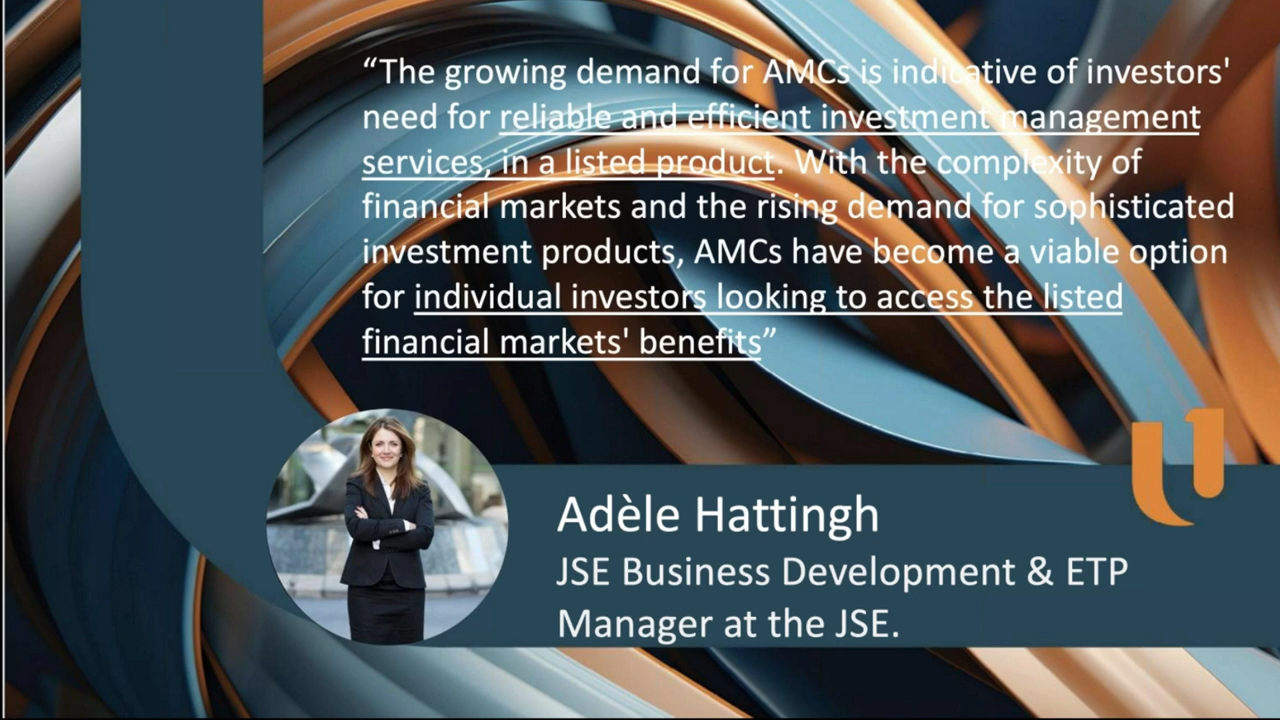 “The growing demand for AMCs is indicative of investors'
need for reliable and efficient investment management
services, in a listed product. With the complexity of
financial markets and the rising demand for sophisticated
investment products, AMCs have become a viable option
for individual investors looking to access the listed
financial markets' benefits”
Adèle Hattingh
JSE Business Development & ETP
Manager at the JSE.